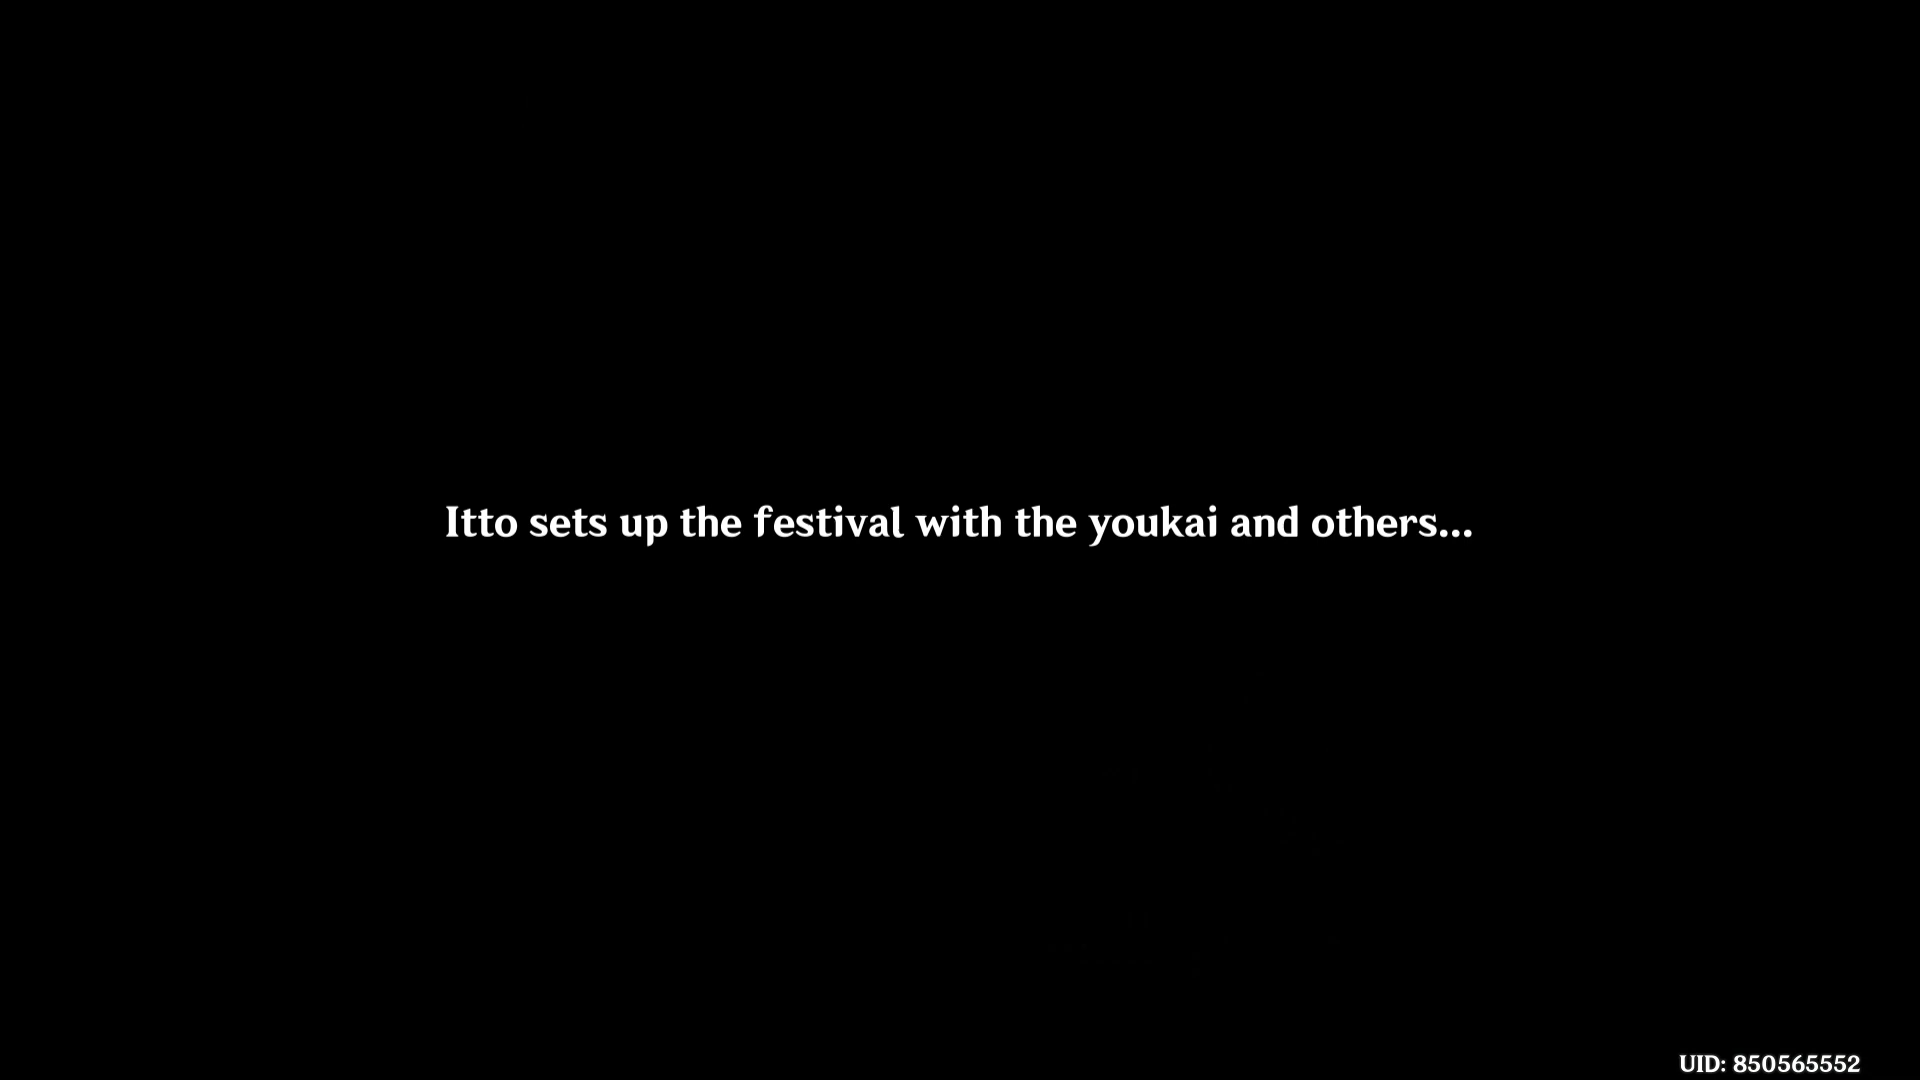 Itto sets up the festival with the youkai and others...
UID: 850565552